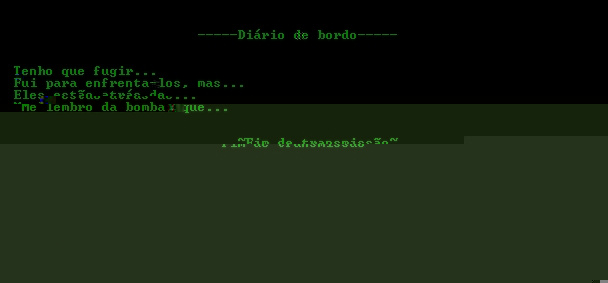 -----Diário de bordo-----
Tenho que fugir...
Fui para enfrenta-los, mas...
Eles estão atrás das...
~Me lembro da bomba que...
~Fim da transmissão~